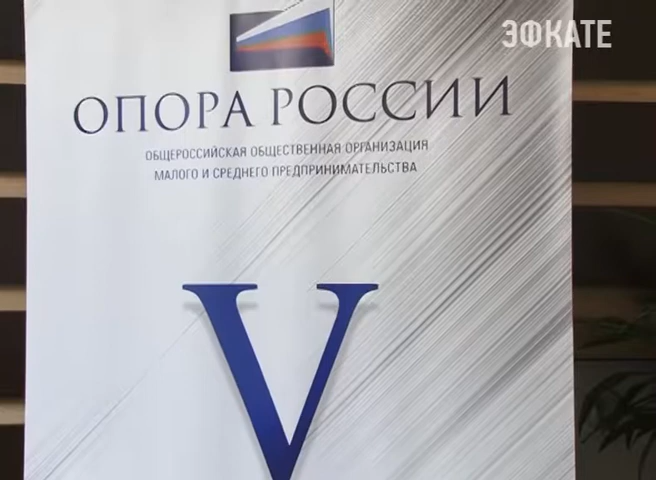 ЭФКАТЕ
ОПОРА РОССИИ
ОБЩЕРОССИЙСКАЯ ОБЩЕСТВЕННАЯ ОРГАНИЗАЦИЯ
МАЛОГО И СРЕДНЕГО ПРЕДПРИНИМАТЕЛЬСТВА
V